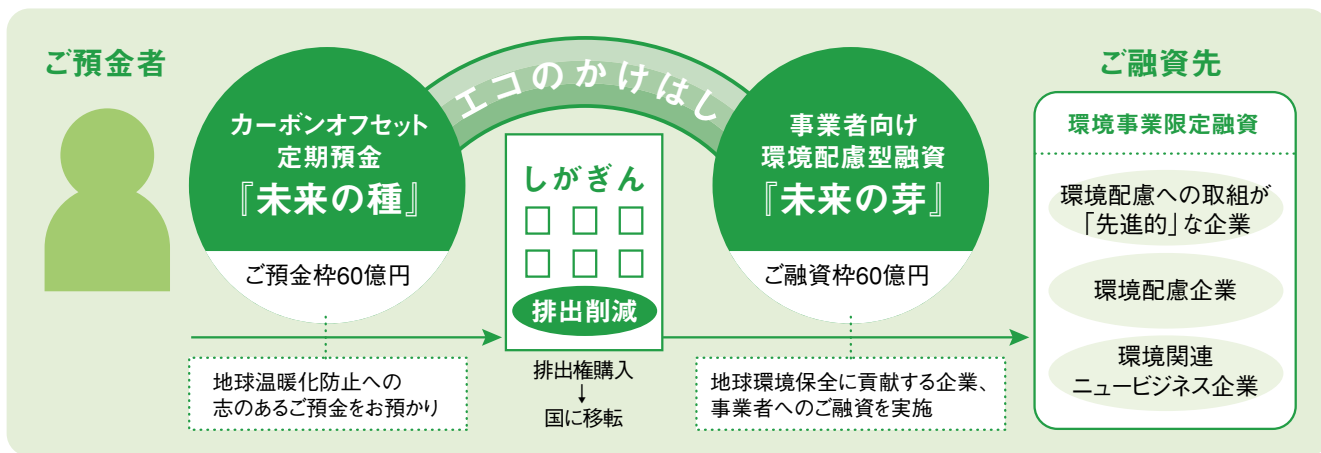 ご預金者
カーボンオフセット
定期預金
『未来の種』
ご預金枠60億円
地球温暖化防止への
志のあるご預金をお預かり
エコのかけはし
しがぎん
排出削減
排出権購入
↓
国に移転
事業者向け
環境配慮型融資
『未来の芽』
ご融資枠60億円
地球環境保全に貢献する企業、
事業者へのご融資を実施
ご融資先
環境事業限定融資
環境配慮への取組が
「先進的」な企業
環境配慮企業
環境関連
ニュービジネス企業